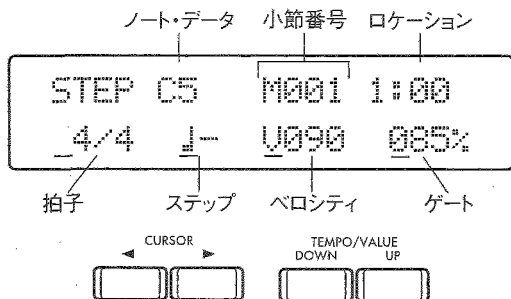 ノート・データ 小節番号 ロケーション
STEP C5 M001 1:00
4/4 ♩- V090 085%
拍子 ステップ ベロシティ ゲート
CURSOR TEMPO/VALUE
◄ ► DOWN UP